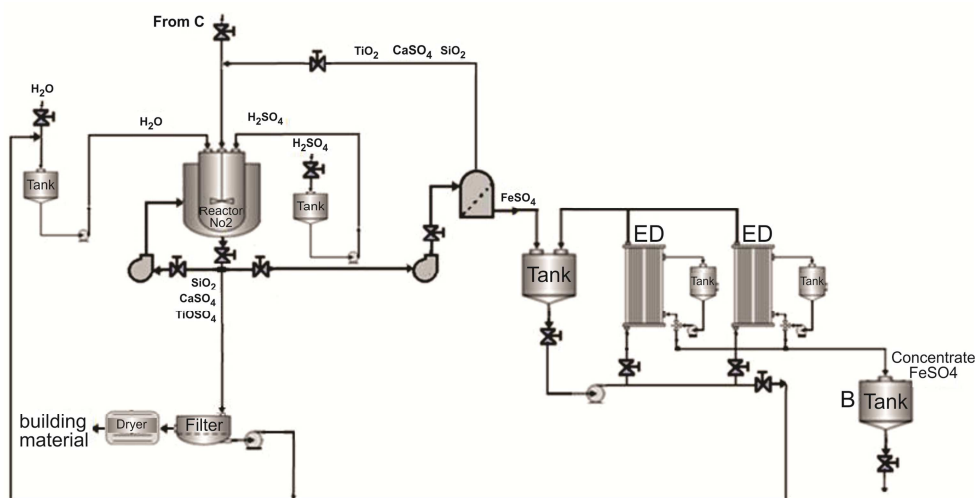 From C
TiO2 CaSO4 SiO2
H2O
H2O
H2SO4
H2SO4
Tank
Reactor
No2
Tank
FeSO4
ED
ED
Tank
Tank
Tank
SiO2
CaSO4
TiOSO4
Concentrate
FeSO4
B
Tank
building
material
Dryer
Filter